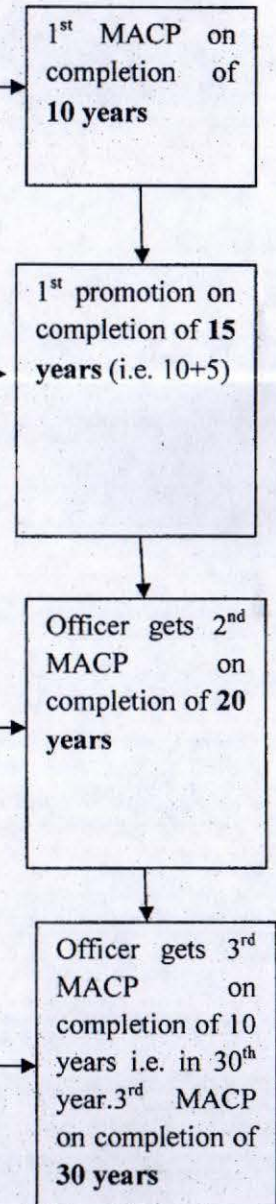 1st MACP on
completion of
10 years
1st promotion on
completion of 15
years (i.e. 10+5)
Officer gets 2nd
MACP on
completion of 20
years
Officer gets 3rd
MACP on
completion of 10
years i.e. in 30th
year.3rd MACP
on completion of
30 years